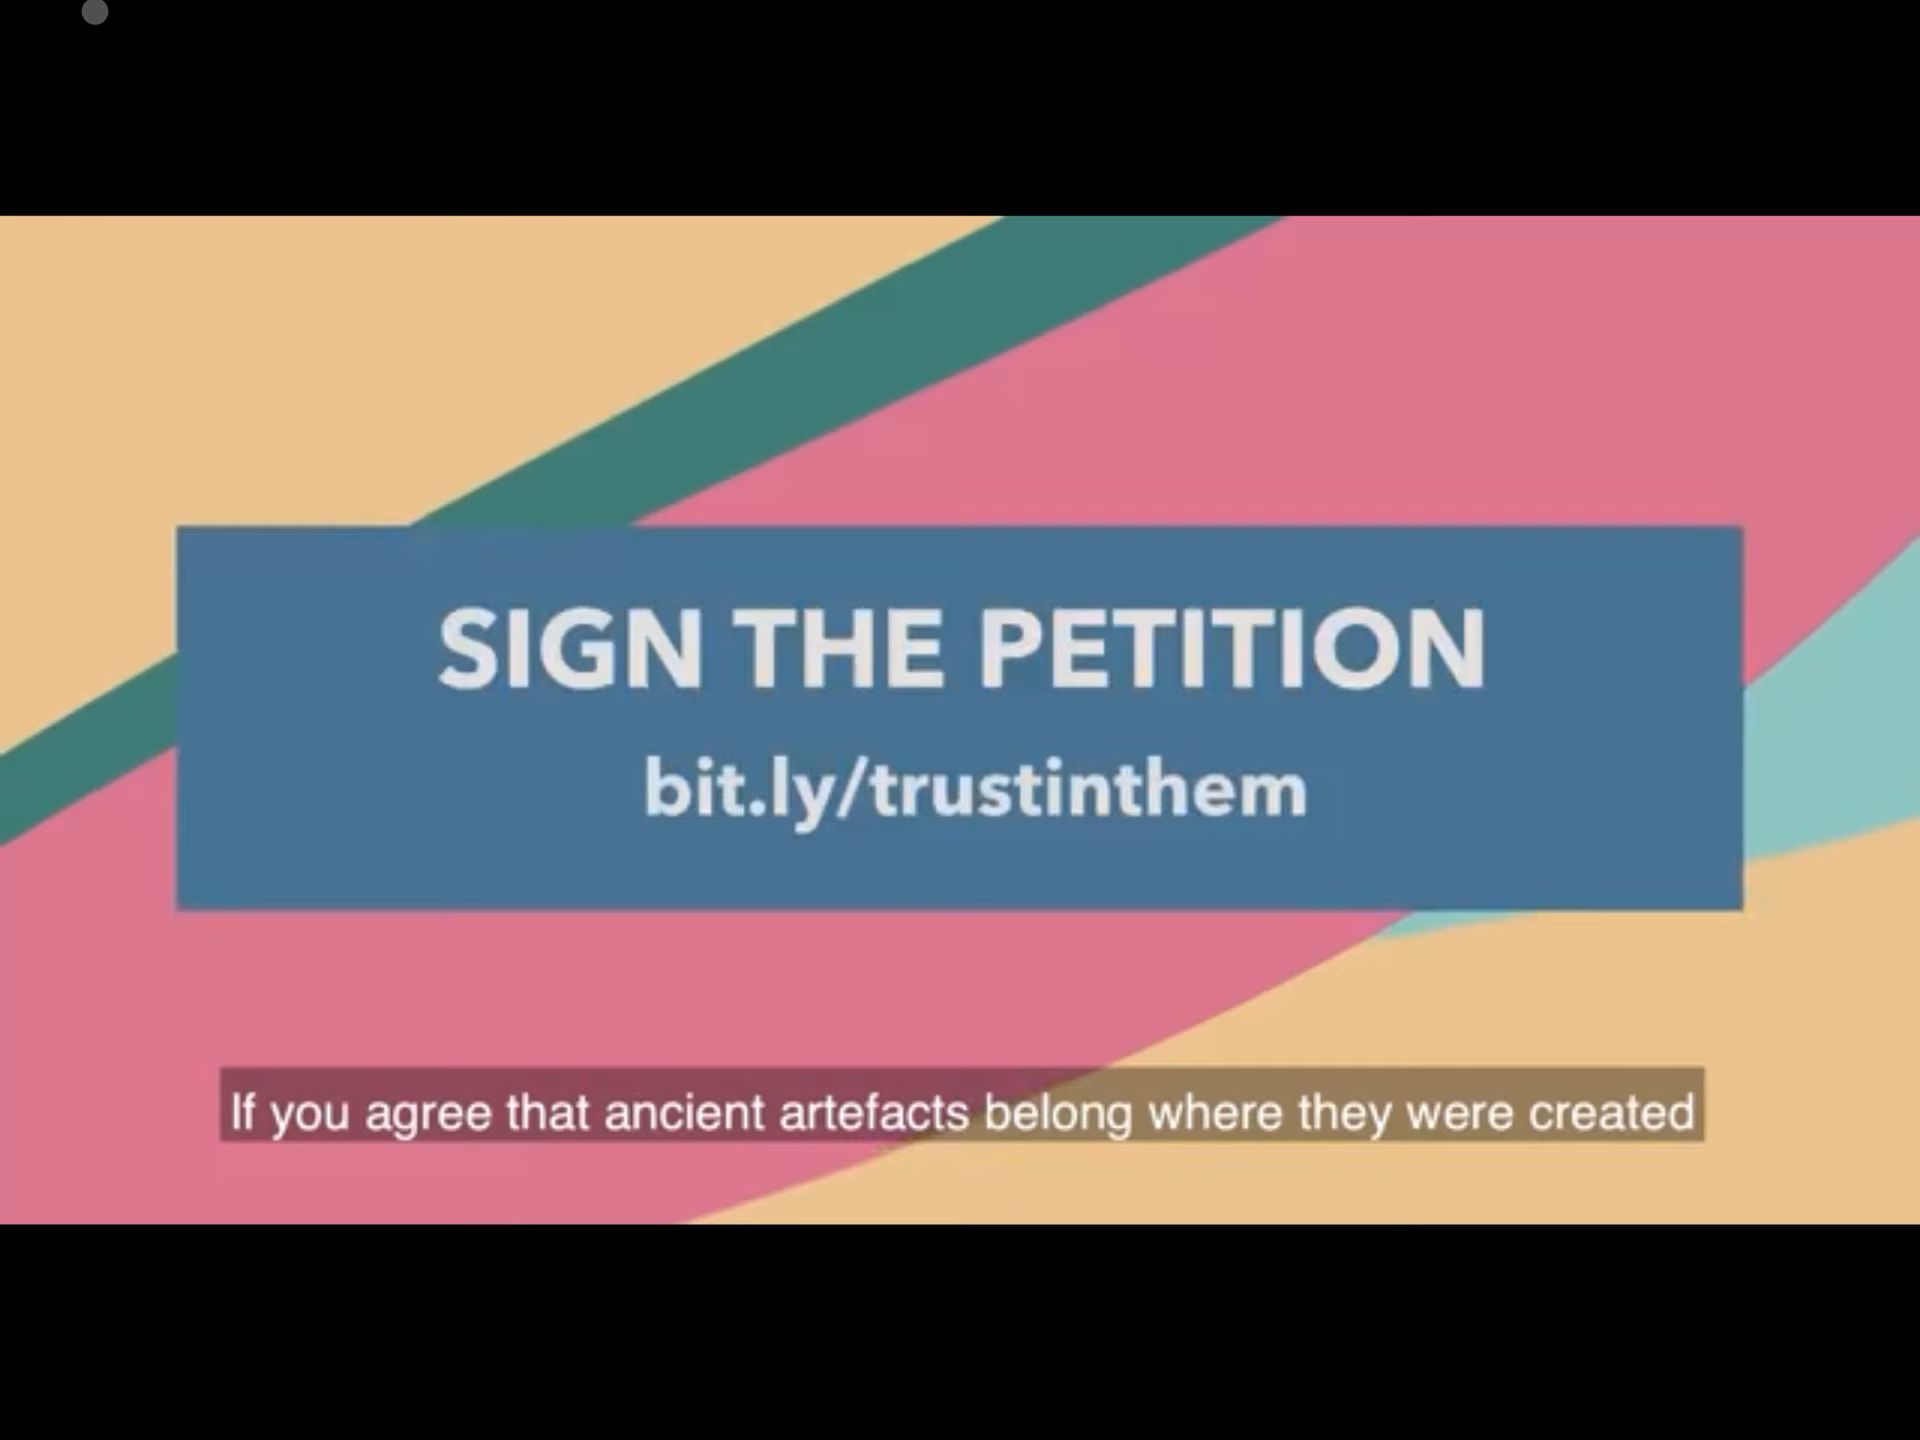 SIGN THE PETITION
bit.ly/trustinthem
If you agree that ancient artefacts belong where they were created